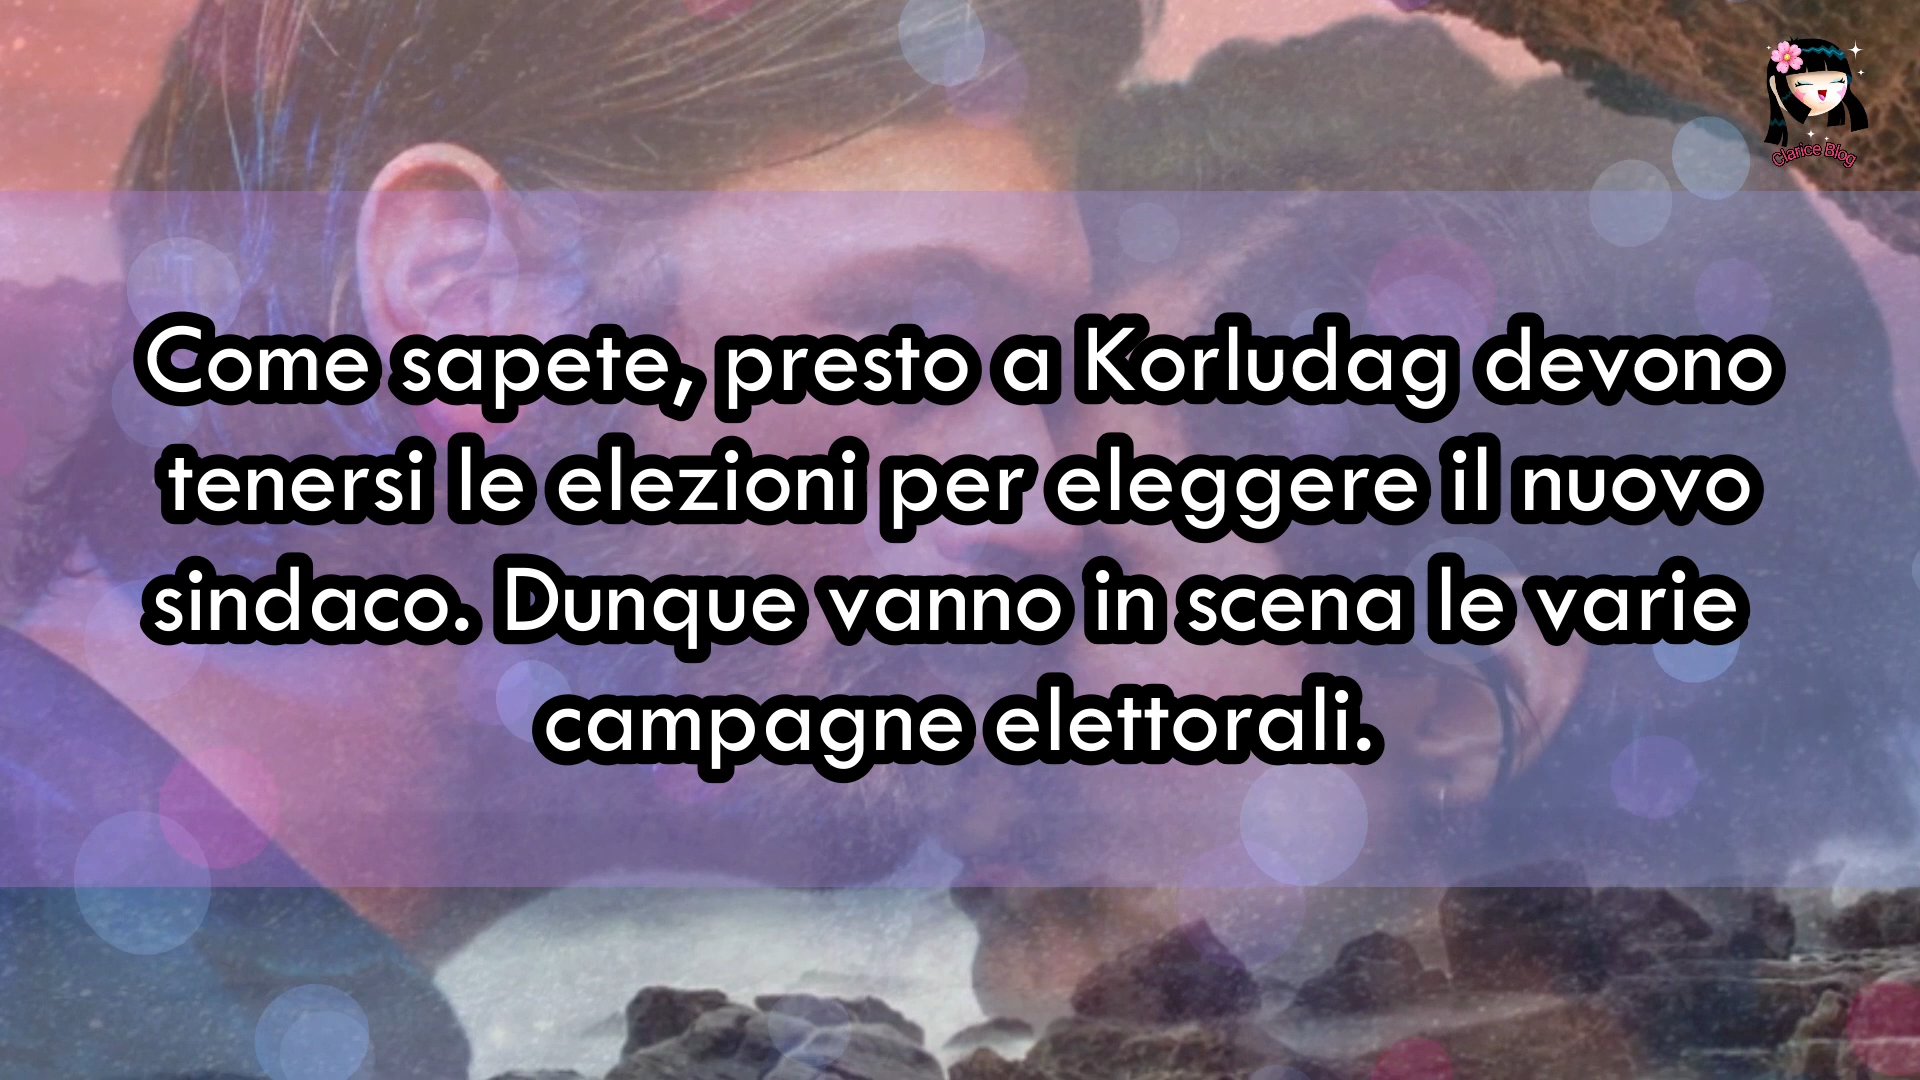 Clarice Blog
Come sapete, presto a Korludag devono
tenersi le elezioni per eleggere il nuovo
sindaco. Dunque vanno in scena le varie
campagne elettorali.